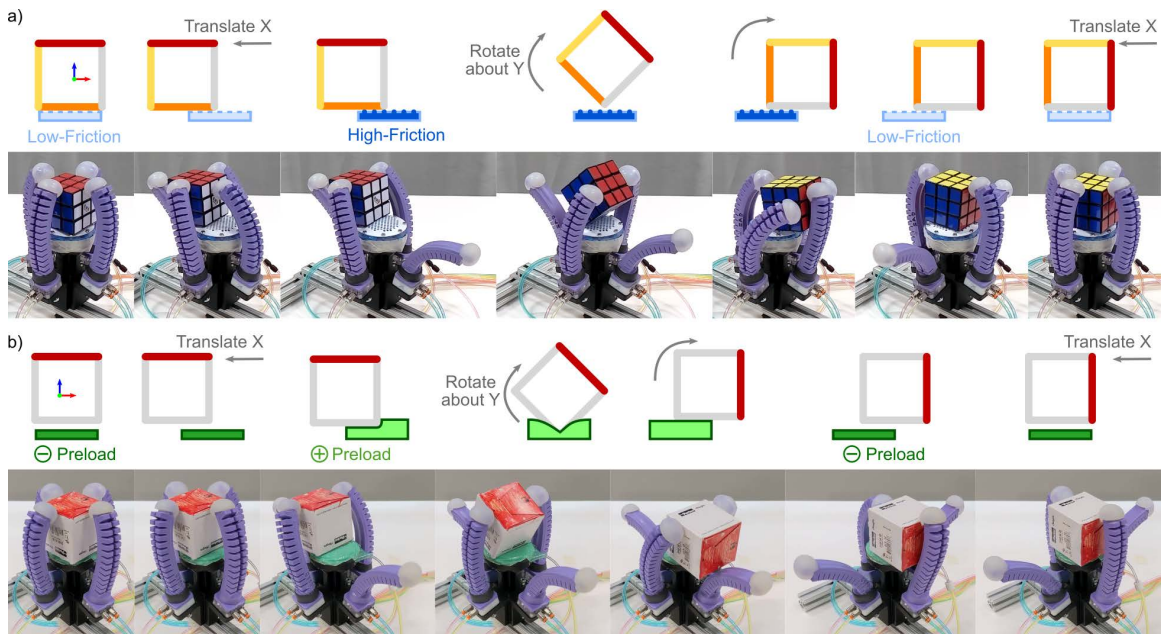 a)
Translate X
Rotate
about Y
Translate X
Low-Friction
High-Friction
Low-Friction
b)
Translate X
Rotate
about Y
Translate X
⊖ Preload
⊕ Preload
⊖ Preload